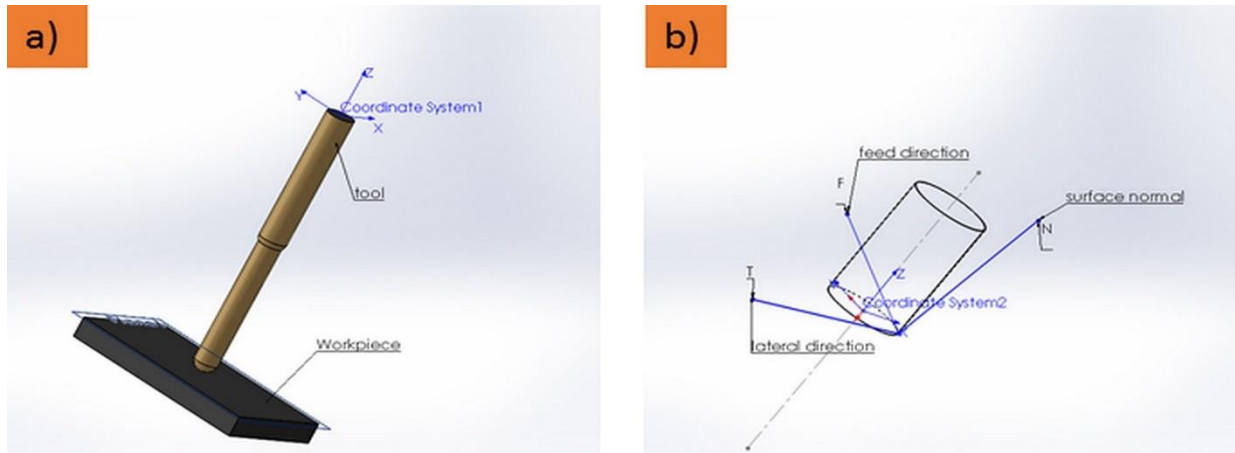 a)
Z
Y
Coordinate System1
X
tool
Workpiece
b)
feed direction
F
surface normal
N
T
Z
Coordinate System2
lateral direction